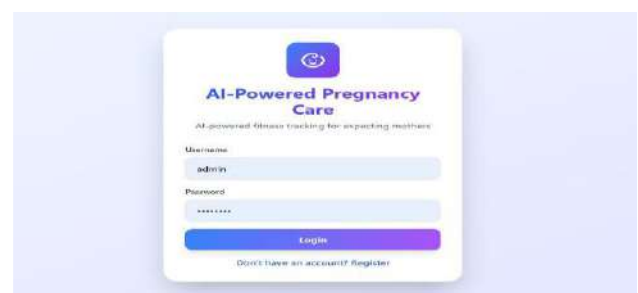 AI-Powered Pregnancy
Care
AI-powered fitness tracking for expecting mothers
Username
admin
Password
••••••••
Login
Don't have an account? Register